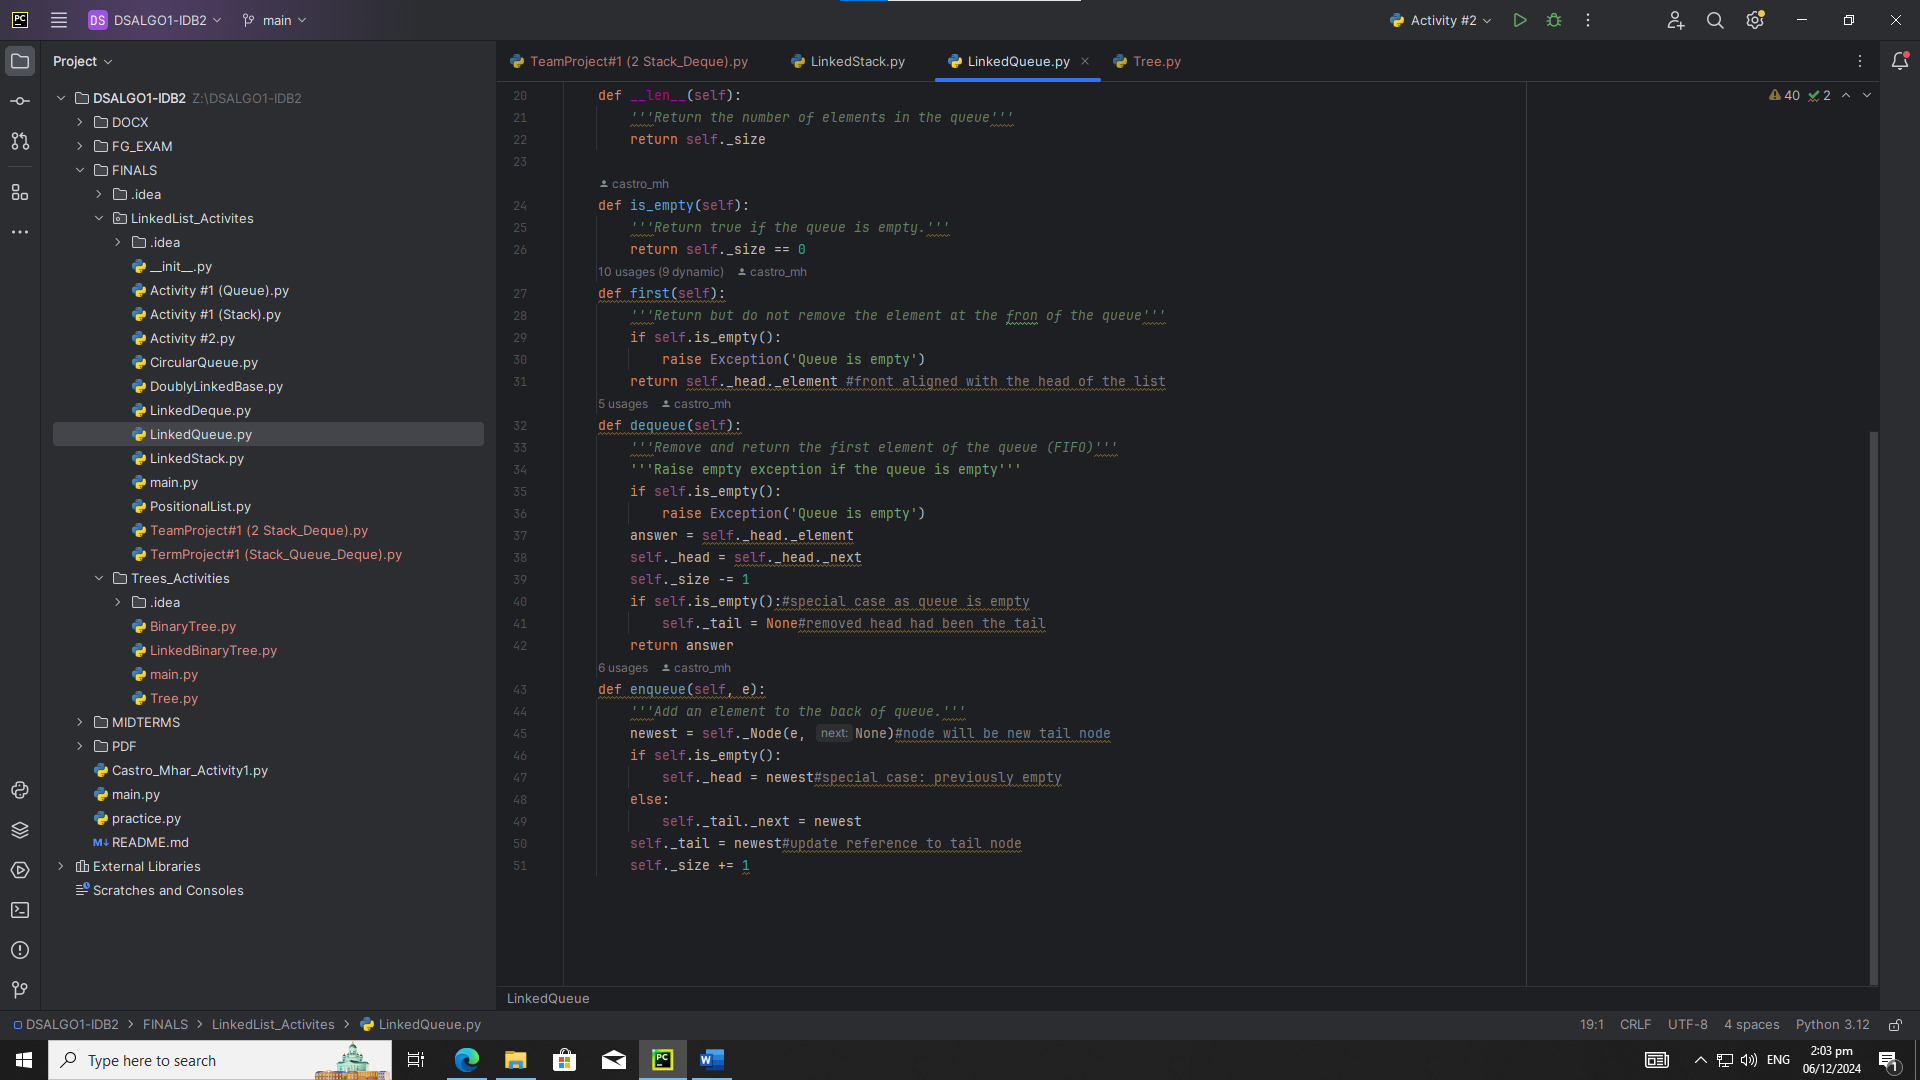 DS DSALGO1-IDB2 main Activity #2
Project
DSALGO1-IDB2 Z:\DSALGO1-IDB2
DOCX
FG_EXAM
FINALS
.idea
LinkedList_Activites
.idea
__init__.py
Activity #1 (Queue).py
Activity #1 (Stack).py
Activity #2.py
CircularQueue.py
DoublyLinkedBase.py
LinkedDeque.py
LinkedQueue.py
LinkedStack.py
main.py
PositionalList.py
TeamProject#1 (2 Stack_Deque).py
TermProject#1 (Stack_Queue_Deque).py
Trees_Activities
.idea
BinaryTree.py
LinkedBinaryTree.py
main.py
Tree.py
MIDTERMS
PDF
Castro_Mhar_Activity1.py
main.py
practice.py
README.md
External Libraries
Scratches and Consoles
TeamProject#1 (2 Stack_Deque).py LinkedStack.py LinkedQueue.py Tree.py
40 2
20 def __len__(self):
21 '''Return the number of elements in the queue'''
22 return self._size
23
castro_mh
24 def is_empty(self):
25 '''Return true if the queue is empty.'''
26 return self._size == 0
10 usages (9 dynamic) castro_mh
27 def first(self):
28 '''Return but do not remove the element at the fron of the queue'''
29 if self.is_empty():
30 raise Exception('Queue is empty')
31 return self._head._element #front aligned with the head of the list
5 usages castro_mh
32 def dequeue(self):
33 '''Remove and return the first element of the queue (FIFO)'''
34 '''Raise empty exception if the queue is empty'''
35 if self.is_empty():
36 raise Exception('Queue is empty')
37 answer = self._head._element
38 self._head = self._head._next
39 self._size -= 1
40 if self.is_empty():#special case as queue is empty
41 self._tail = None#removed head had been the tail
42 return answer
6 usages castro_mh
43 def enqueue(self, e):
44 '''Add an element to the back of queue.'''
45 newest = self._Node(e, next: None)#node will be new tail node
46 if self.is_empty():
47 self._head = newest#special case: previously empty
48 else:
49 self._tail._next = newest
50 self._tail = newest#update reference to tail node
51 self._size += 1
LinkedQueue
DSALGO1-IDB2 > FINALS > LinkedList_Activites > LinkedQueue.py 19:1 CRLF UTF-8 4 spaces Python 3.12
Type here to search
ENG
2:03 pm
06/12/2024
1